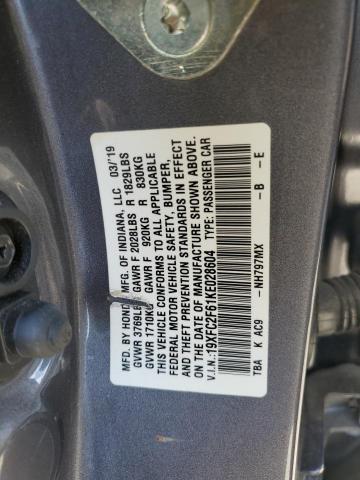 MFD. BY HONDA MFG. OF INDIANA, LLC 03/'19
GVWR 3769LBS GAWR F 2028LBS R 1829LBS
GVWR 1710KG GAWR F 920KG R 830KG
THIS VEHICLE CONFORMS TO ALL APPLICABLE
FEDERAL MOTOR VEHICLE SAFETY, BUMPER,
AND THEFT PREVENTION STANDARDS IN EFFECT
ON THE DATE OF MANUFACTURE SHOWN ABOVE.
V.I.N.:19XFC2F61KE028604 TYPE: PASSENGER CAR
TBA K AC9 -NH797MX -B -E